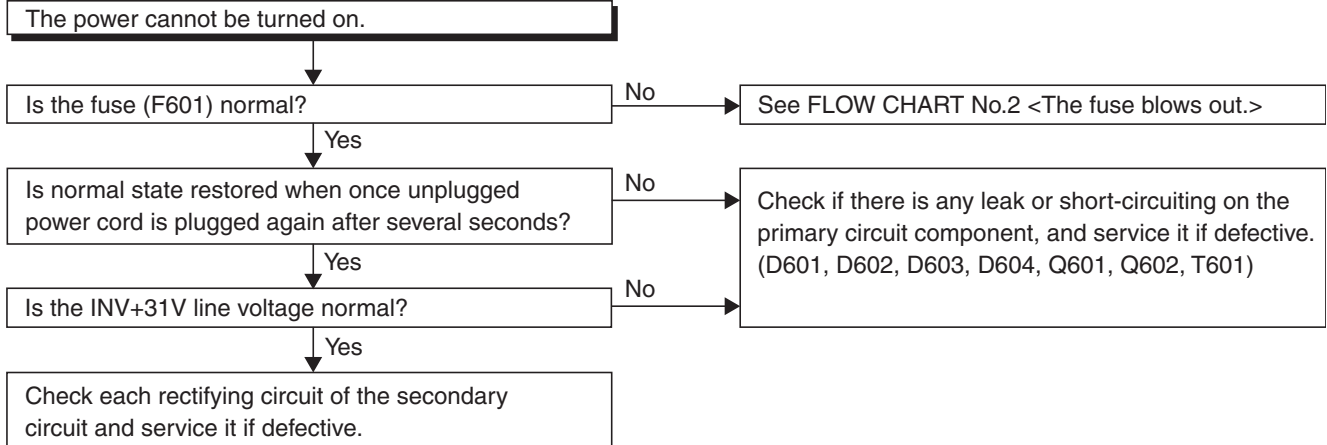 The power cannot be turned on.
Is the fuse (F601) normal?
No
See FLOW CHART No.2 <The fuse blows out.>
Yes
Is normal state restored when once unplugged
power cord is plugged again after several seconds?
No
Check if there is any leak or short-circuiting on the
primary circuit component, and service it if defective.
(D601, D602, D603, D604, Q601, Q602, T601)
Yes
Is the INV+31V line voltage normal?
No
Yes
Check each rectifying circuit of the secondary
circuit and service it if defective.